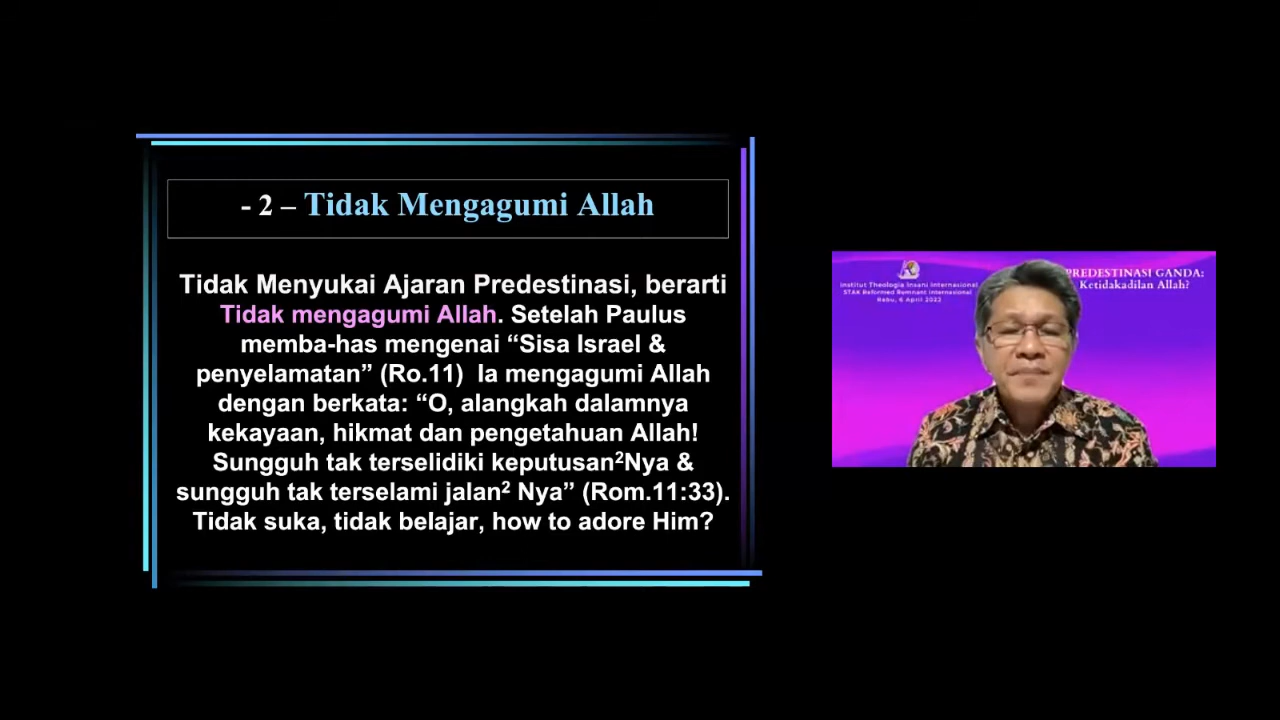 - 2 – Tidak Mengagumi Allah
Tidak Menyukai Ajaran Predestinasi, berarti
Tidak mengagumi Allah. Setelah Paulus
memba-has mengenai “Sisa Israel &
penyelamatan” (Ro.11) Ia mengagumi Allah
dengan berkata: “O, alangkah dalamnya
kekayaan, hikmat dan pengetahuan Allah!
Sungguh tak terselidiki keputusan²Nya &
sungguh tak terselami jalan² Nya” (Rom.11:33).
Tidak suka, tidak belajar, how to adore Him?
Institut Theologia Insani Internasional
STAK Reformed Remnant Internasional
Rabu, 6 April 2022
PREDESTINASI GANDA:
Ketidakadilan Allah?